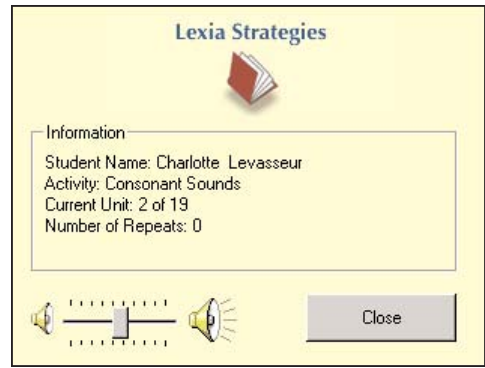 Lexia Strategies
Information
Student Name: Charlotte Levasseur
Activity: Consonant Sounds
Current Unit: 2 of 19
Number of Repeats: 0
Close